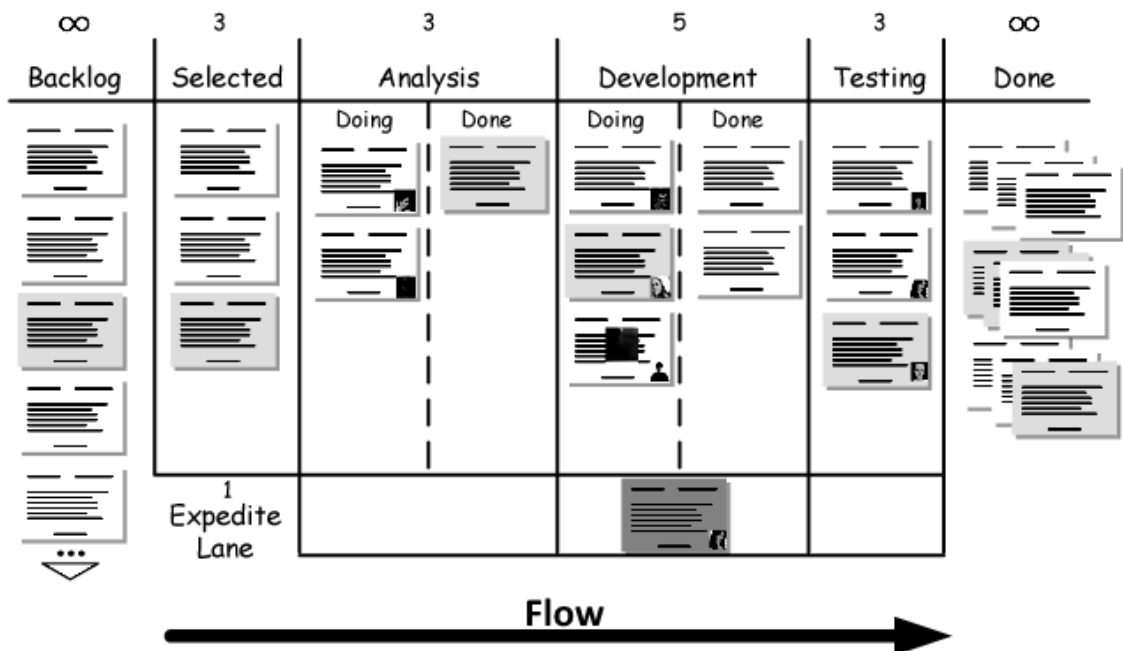 ∞ 3 3 5 3 ∞
Backlog Selected Analysis Development Testing Done
Doing Done Doing Done
1
Expedite
Lane
...
Flow